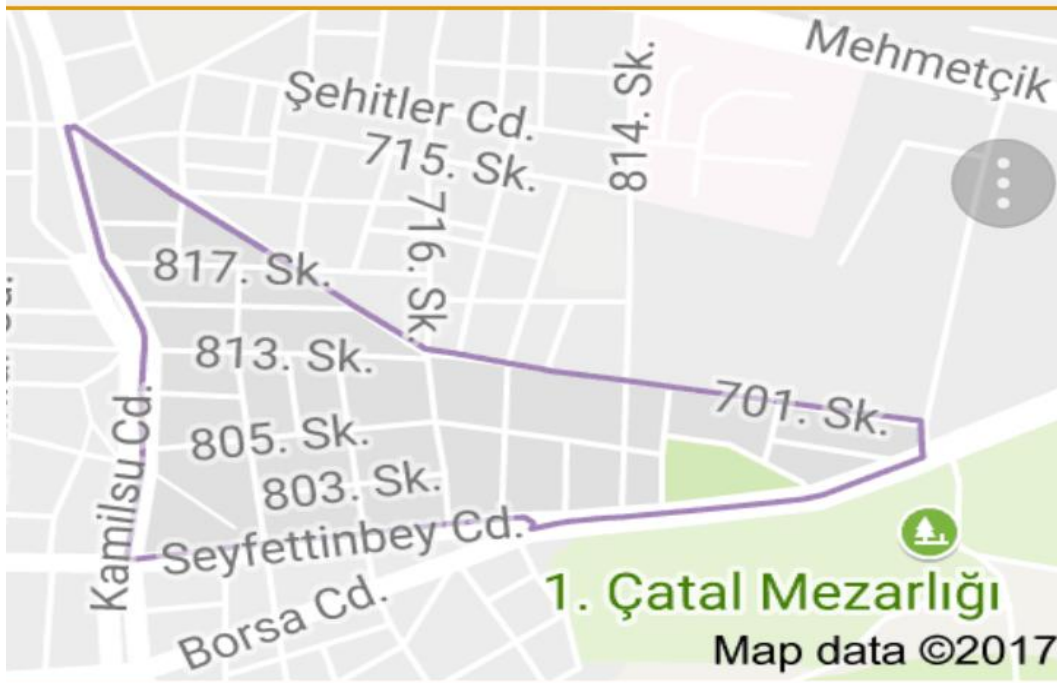 Mehmetçik
Şehitler Cd.
814. Sk.
715. Sk.
716. Sk.
817. Sk.
813. Sk.
701. Sk.
Kamilsu Cd.
805. Sk.
803. Sk.
Seyfettinbey Cd.
Borsa Cd.
1. Çatal Mezarlığı
Map data ©2017